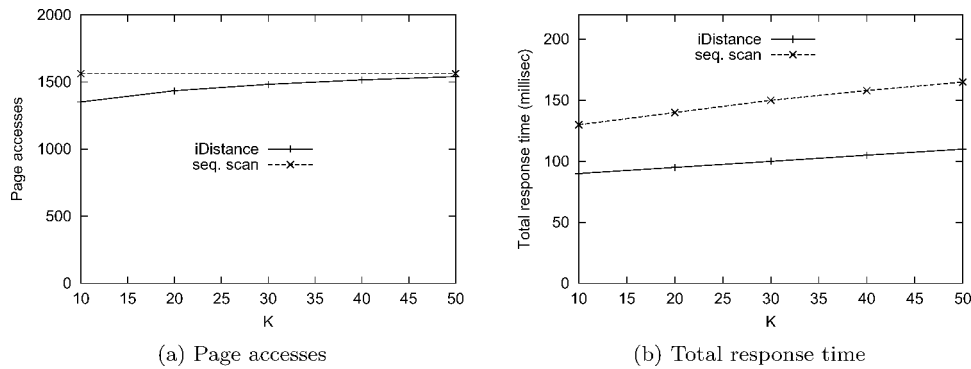 2000
1500
1000
500
0
Page accesses
iDistance
seq. scan
10 15 20 25 30 35 40 45 50
K
(a) Page accesses
200
150
100
50
0
Total response time (millisec)
iDistance
seq. scan
10 15 20 25 30 35 40 45 50
K
(b) Total response time